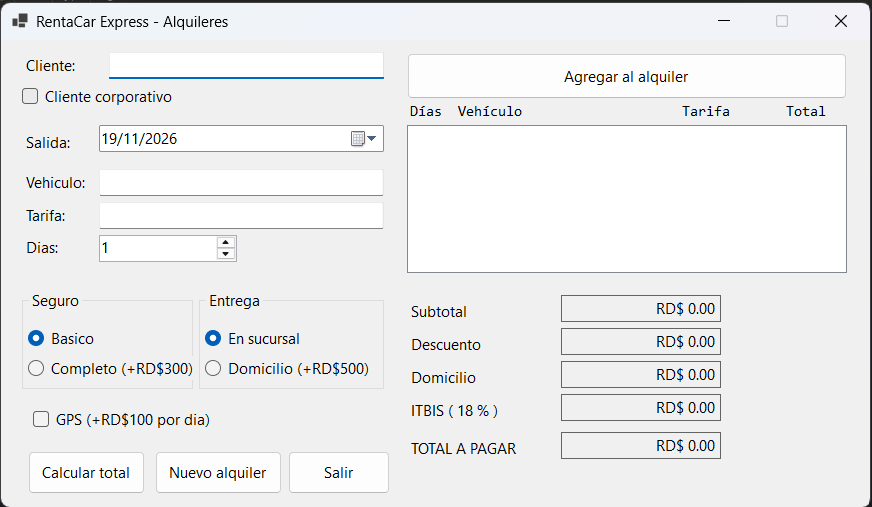 RentaCar Express - Alquileres
Cliente:
Cliente corporativo
Salida:
19/11/2026
Vehiculo:
Tarifa:
Dias:
1
Seguro
Basico
Completo (+RD$300)
Entrega
En sucursal
Domicilio (+RD$500)
GPS (+RD$100 por dia)
Calcular total
Nuevo alquiler
Salir
Agregar al alquiler
Días Vehículo Tarifa Total
Subtotal RD$ 0.00
Descuento RD$ 0.00
Domicilio RD$ 0.00
ITBIS ( 18 % ) RD$ 0.00
TOTAL A PAGAR RD$ 0.00